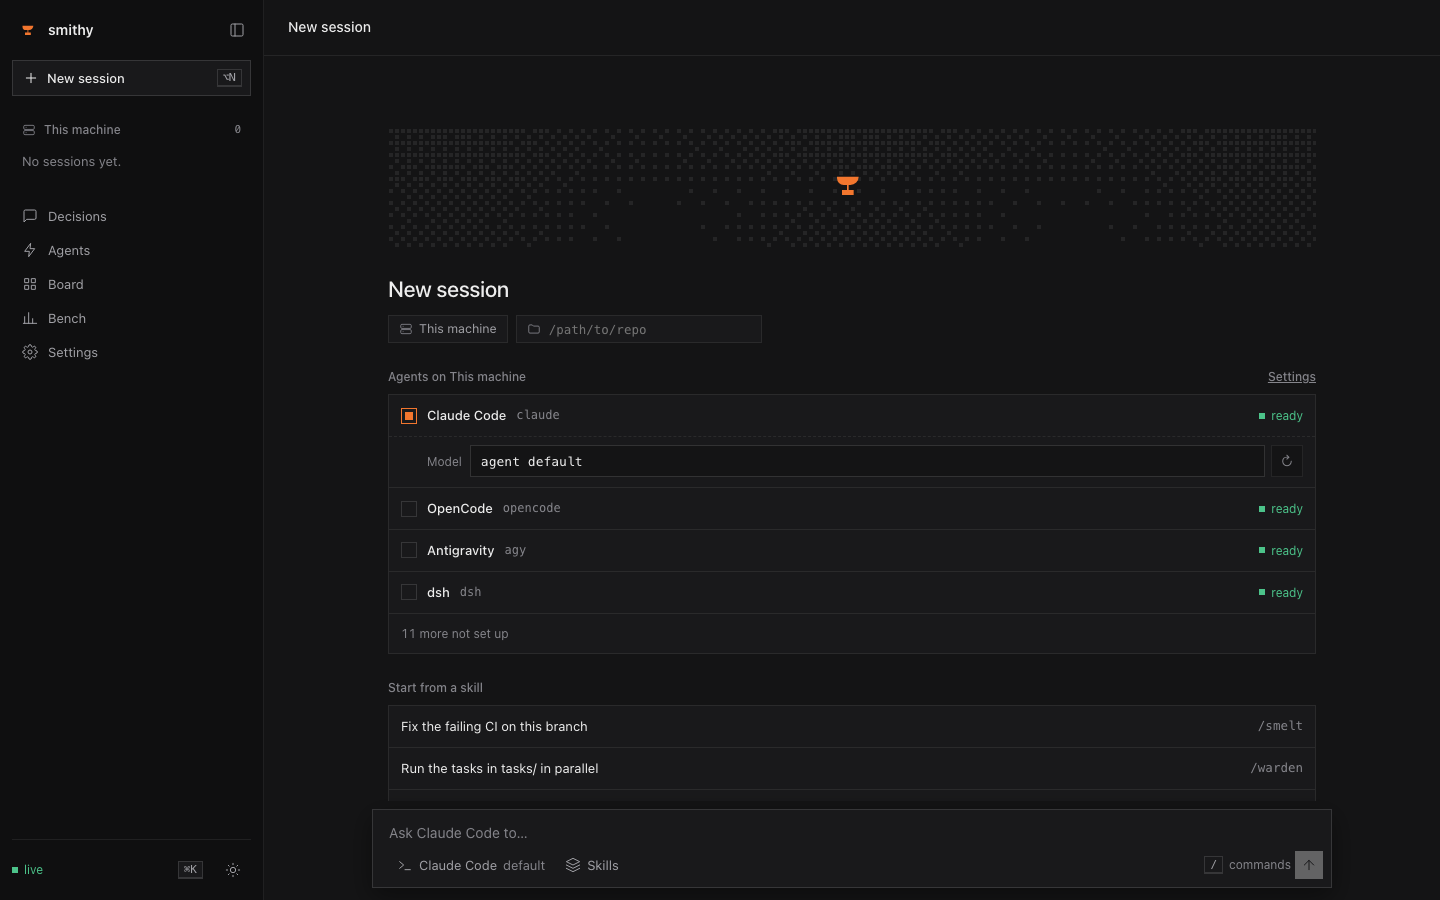 smithy
New session ⌥N
This machine 0
No sessions yet.
Decisions
Agents
Board
Bench
Settings
live ⌘K
New session
New session
This machine /path/to/repo
Agents on This machine Settings
Claude Code claude ready
Model agent default
OpenCode opencode ready
Antigravity agy ready
dsh dsh ready
11 more not set up
Start from a skill
Fix the failing CI on this branch /smelt
Run the tasks in tasks/ in parallel /warden
Ask Claude Code to...
Claude Code default Skills / commands